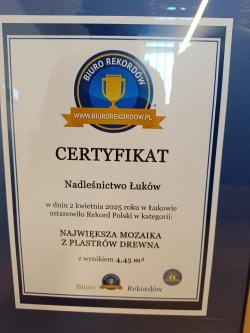 BIURO REKORDÓW
WWW.BIUROREKORDOW.PL
CERTYFIKAT
Nadleśnictwo Łuków
w dniu 2 kwietnia 2025 roku w Łukowie
ustanowiło Rekord Polski w kategorii:
NAJWIĘKSZA MOZAIKA
Z PLASTRÓW DREWNA
z wynikiem 4,45 m²
Biuro Rekordów